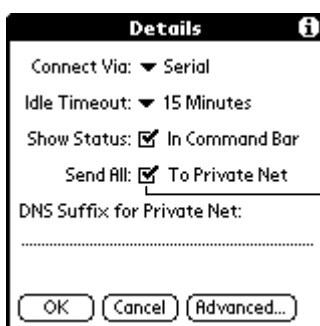 Details
Connect Via: Serial
Idle Timeout: 15 Minutes
Show Status: In Command Bar
Send All: To Private Net
DNS Suffix for Private Net:
OK Cancel Advanced...